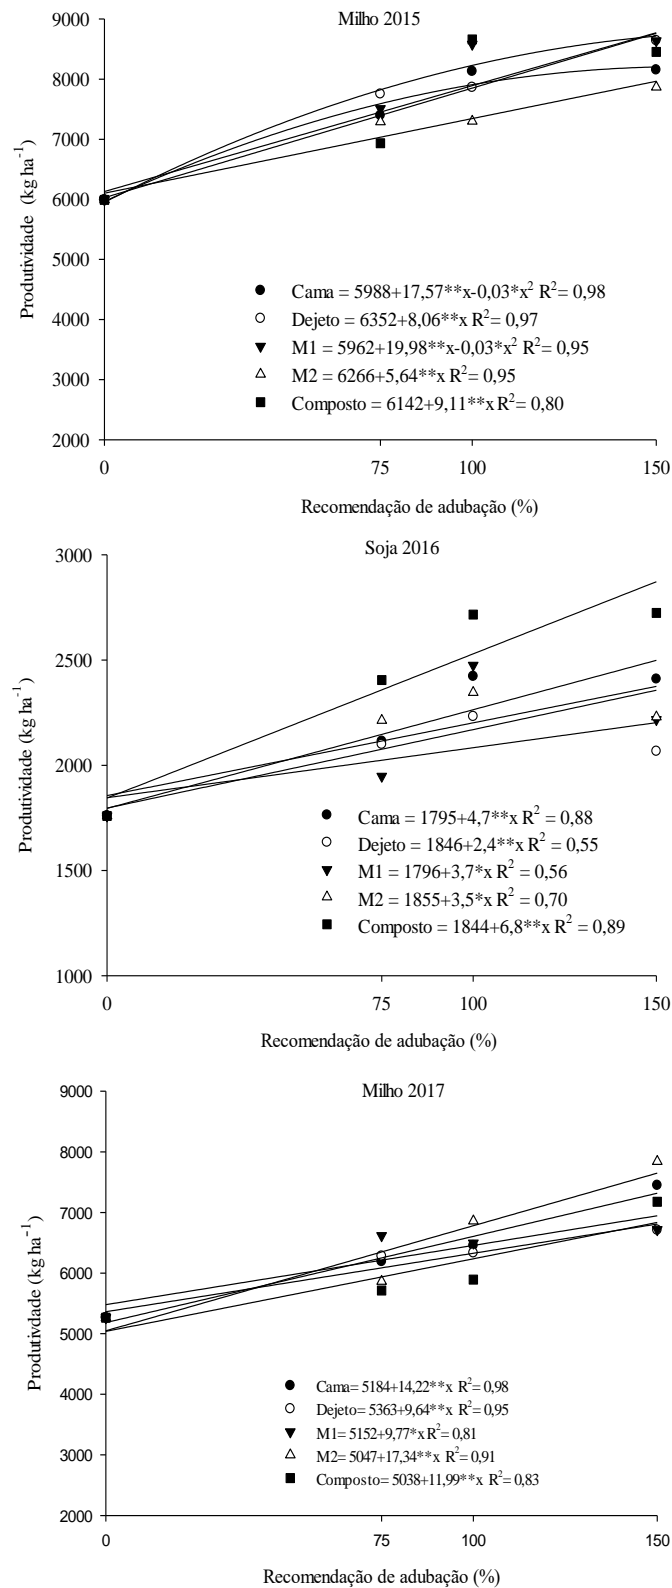 Milho 2015
9000
8000
7000
6000
5000
4000
3000
2000
Produtividade (kg ha⁻¹)
Cama = 5988+17,57**x-0,03*x² R²= 0,98
Dejeto = 6352+8,06**x R²= 0,97
M1 = 5962+19,98**x-0,03*x² R²= 0,95
M2 = 6266+5,64**x R²= 0,95
Composto = 6142+9,11**x R²= 0,80
0 75 100 150
Recomendação de adubação (%)
Soja 2016
3000
2500
2000
1500
1000
Produtividade (kg ha⁻¹)
Cama = 1795+4,7**x R² = 0,88
Dejeto = 1846+2,4**x R² = 0,55
M1 = 1796+3,7*x R² = 0,56
M2 = 1855+3,5*x R² = 0,70
Composto = 1844+6,8**x R² = 0,89
0 75 100 150
Recomendação de adubação (%)
Milho 2017
9000
8000
7000
6000
5000
4000
3000
2000
Produtivdade (kg ha⁻¹)
Cama= 5184+14,22**x R²= 0,98
Dejeto= 5363+9,64**x R²= 0,95
M1= 5152+9,77*x R²= 0,81
M2= 5047+17,34**x R²= 0,91
Composto= 5038+11,99**x R²= 0,83
0 75 100 150
Recomendação de adubação (%)